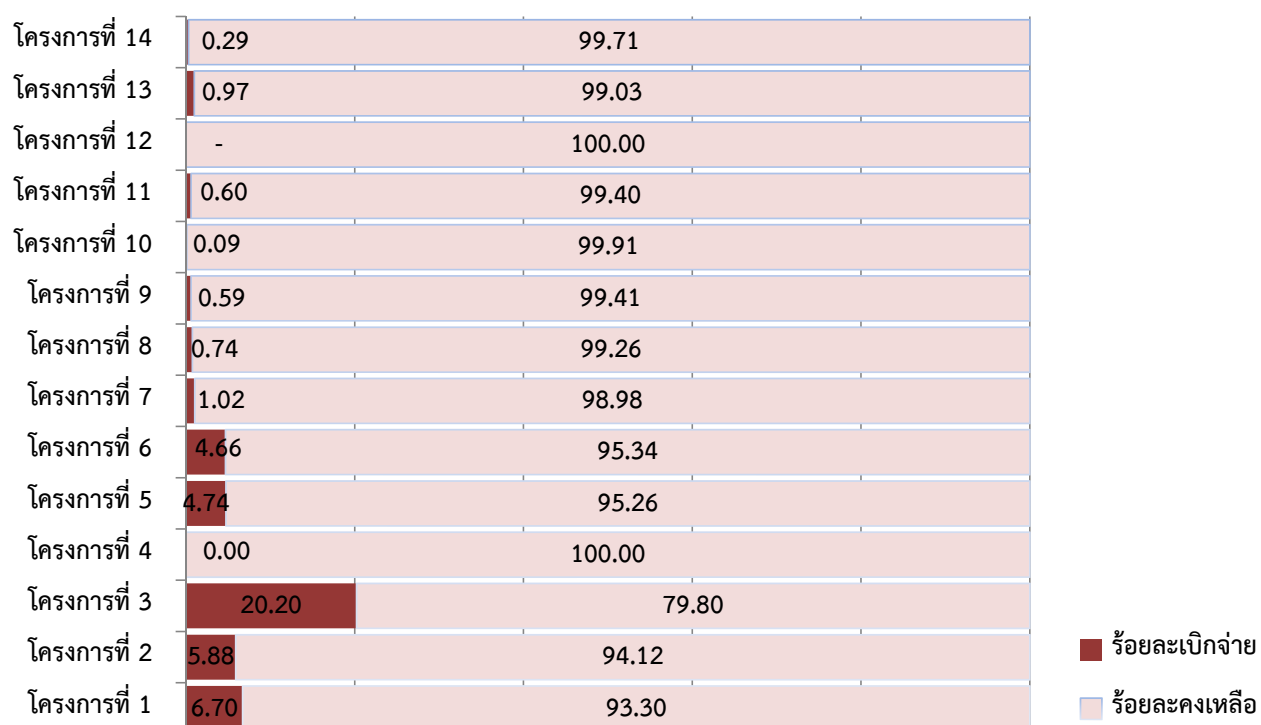 โครงการที่ 14 0.29 99.71
โครงการที่ 13 0.97 99.03
โครงการที่ 12 - 100.00
โครงการที่ 11 0.60 99.40
โครงการที่ 10 0.09 99.91
โครงการที่ 9 0.59 99.41
โครงการที่ 8 0.74 99.26
โครงการที่ 7 1.02 98.98
โครงการที่ 6 4.66 95.34
โครงการที่ 5 4.74 95.26
โครงการที่ 4 0.00 100.00
โครงการที่ 3 20.20 79.80
โครงการที่ 2 5.88 94.12
โครงการที่ 1 6.70 93.30
ร้อยละเบิกจ่าย
ร้อยละคงเหลือ